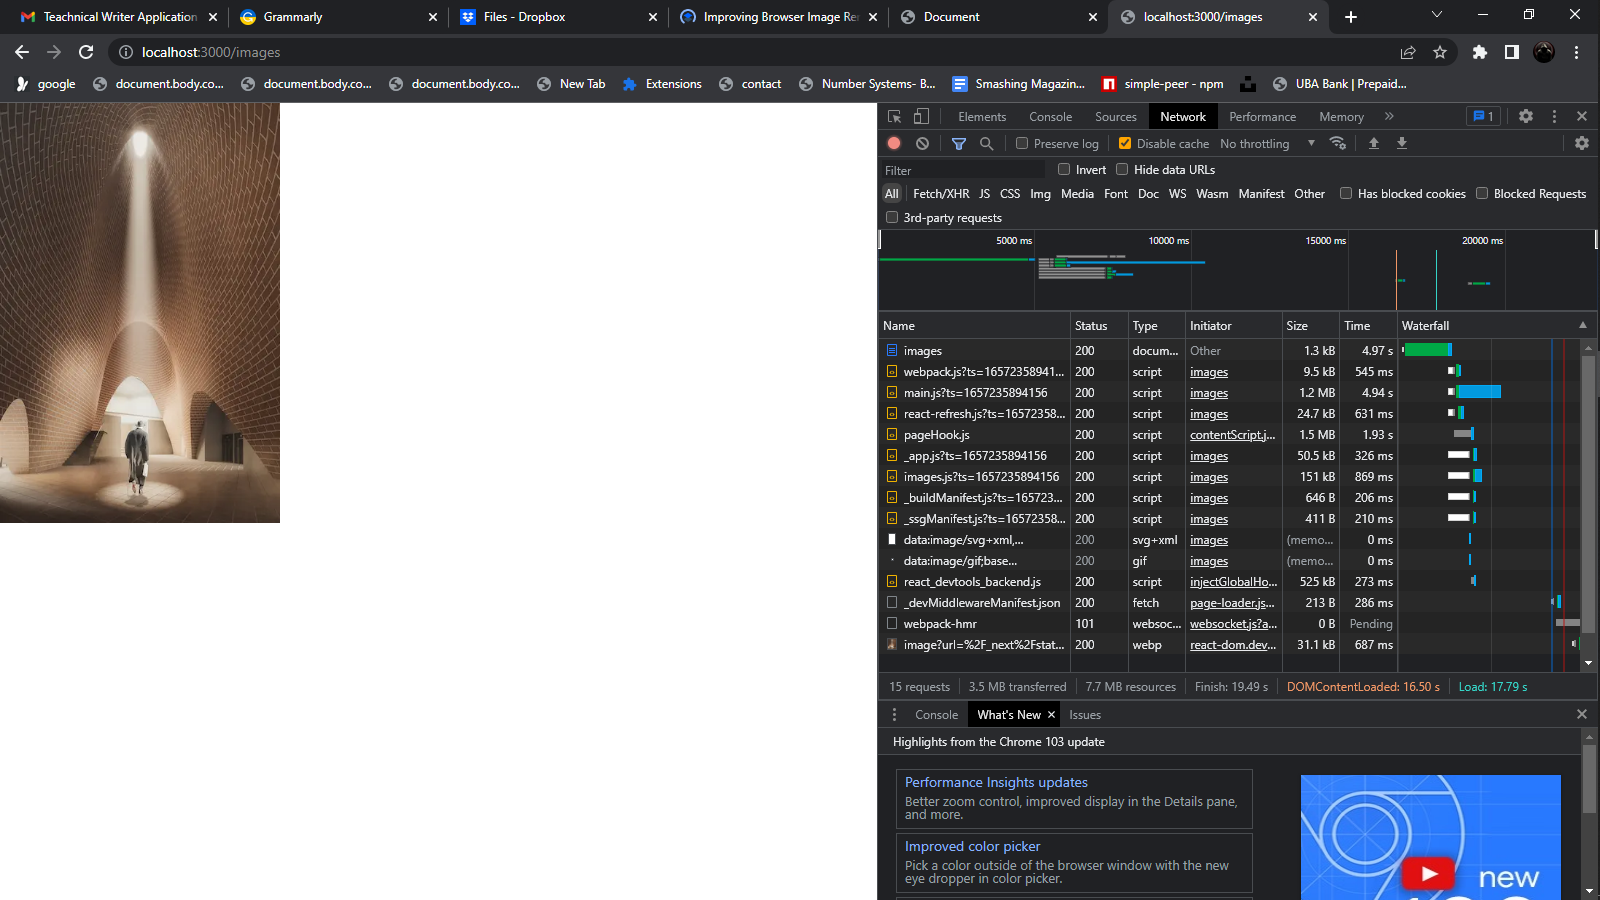 Teachnical Writer Application
Grammarly
Files - Dropbox
Improving Browser Image Re
Document
localhost:3000/images
localhost:3000/images
google
document.body.co...
document.body.co...
document.body.co...
New Tab
Extensions
contact
Number Systems- B...
Smashing Magazin...
simple-peer - npm
UBA Bank | Prepaid...
Elements Console Sources Network Performance Memory » 1
Preserve log Disable cache No throttling
Filter Invert Hide data URLs
All Fetch/XHR JS CSS Img Media Font Doc WS Wasm Manifest Other Has blocked cookies Blocked Requests
3rd-party requests
5000 ms 10000 ms 15000 ms 20000 ms
Name Status Type Initiator Size Time Waterfall
images 200 docum... Other 1.3 kB 4.97 s
webpack.js?ts=16572358941... 200 script images 9.5 kB 545 ms
main.js?ts=1657235894156 200 script images 1.2 MB 4.94 s
react-refresh.js?ts=16572358... 200 script images 24.7 kB 631 ms
pageHook.js 200 script contentScript.j... 1.5 MB 1.93 s
_app.js?ts=1657235894156 200 script images 50.5 kB 326 ms
images.js?ts=1657235894156 200 script images 151 kB 869 ms
_buildManifest.js?ts=165723... 200 script images 646 B 206 ms
_ssgManifest.js?ts=16572358... 200 script images 411 B 210 ms
data:image/svg+xml,... 200 svg+xml images (memo... 0 ms
data:image/gif;base... 200 gif images (memo... 0 ms
react_devtools_backend.js 200 script injectGlobalHo... 525 kB 273 ms
_devMiddlewareManifest.json 200 fetch page-loader.js... 213 B 286 ms
webpack-hmr 101 websoc... websocket.js?a... 0 B Pending
image?url=%2F_next%2Fstat... 200 webp react-dom.dev... 31.1 kB 687 ms
15 requests 3.5 MB transferred 7.7 MB resources Finish: 19.49 s DOMContentLoaded: 16.50 s Load: 17.79 s
Console What's New Issues
Highlights from the Chrome 103 update
Performance Insights updates
Better zoom control, improved display in the Details pane,
and more.
Improved color picker
Pick a color outside of the browser window with the new
eye dropper in color picker.
new